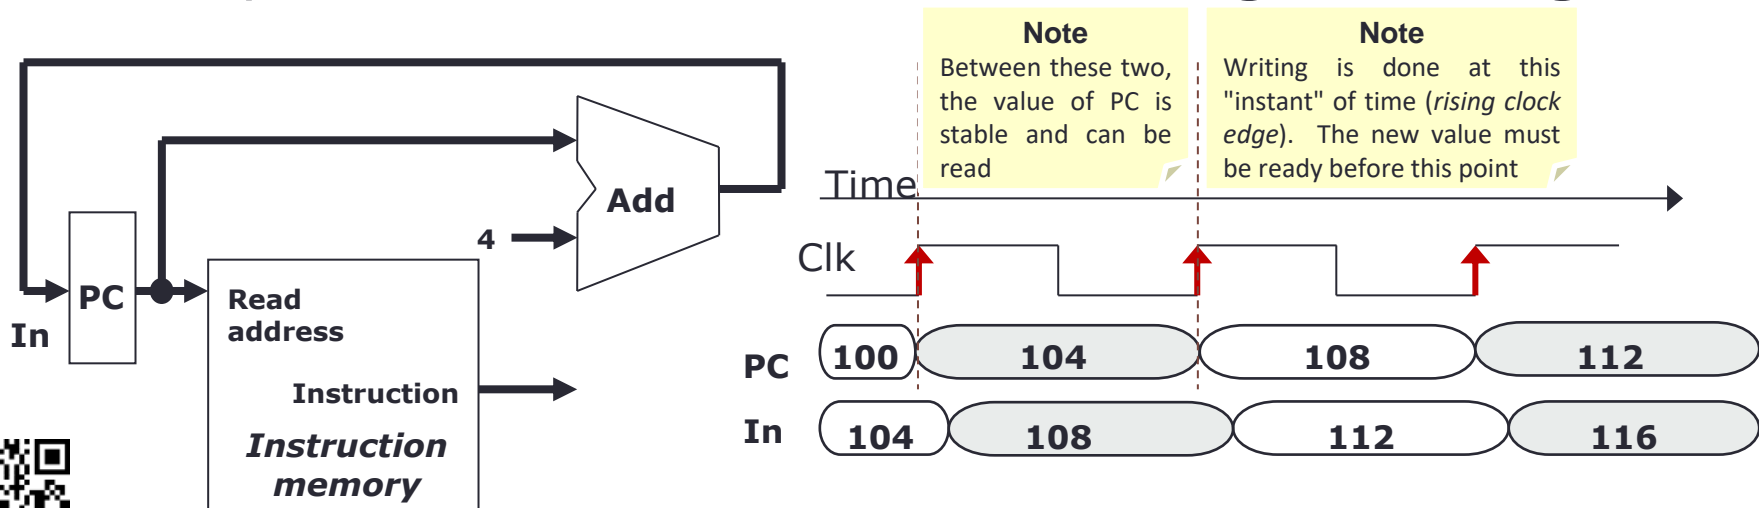 Note
Between these two,
the value of PC is
stable and can be
read
Note
Writing is done at this
"instant" of time (rising clock
edge). The new value must
be ready before this point
Add
4
PC
In
Read
address
Instruction
Instruction
memory
Time
Clk
PC
100
104
108
112
In
104
108
112
116